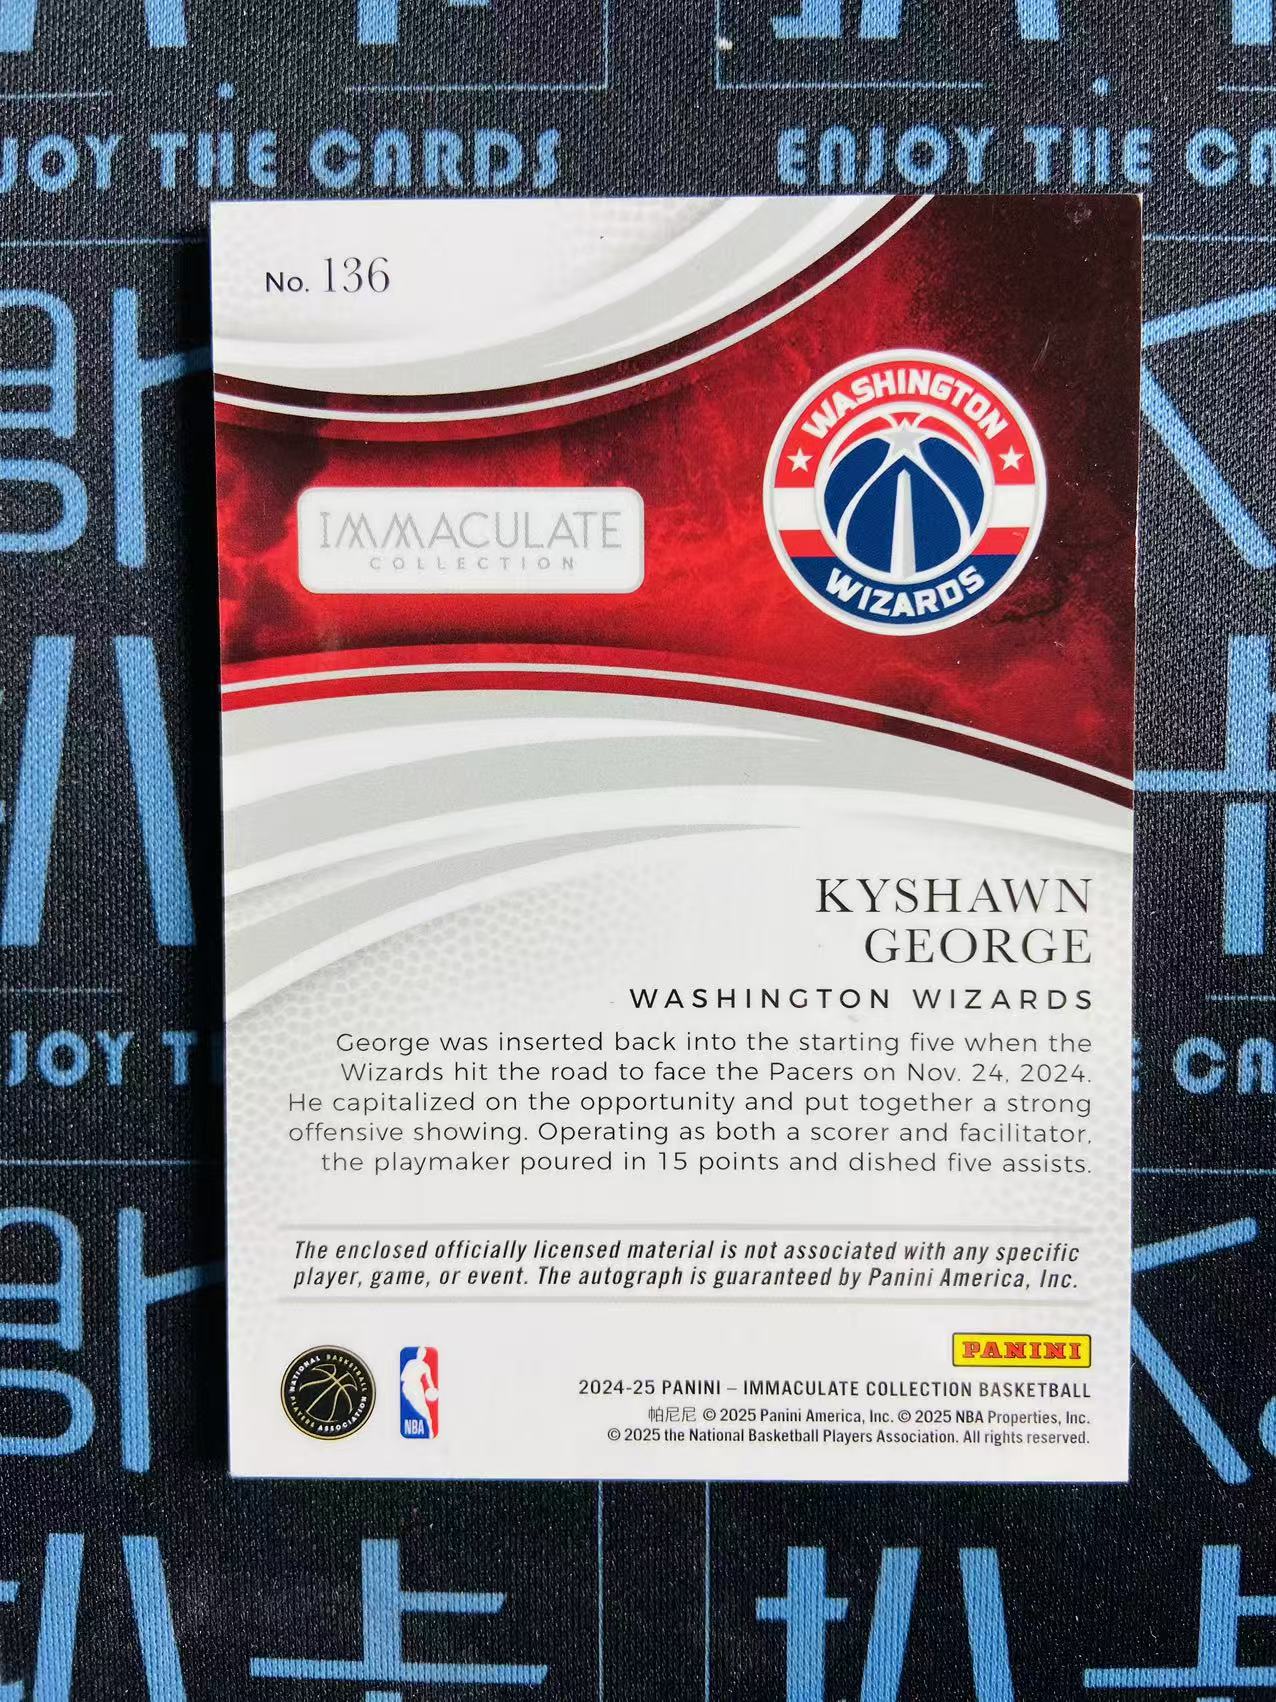 ENJOY THE CARDS
No. 136
WASHINGTON
WIZARDS
IMMACULATE
COLLECTION
KYSHAWN
GEORGE
WASHINGTON WIZARDS
George was inserted back into the starting five when the
Wizards hit the road to face the Pacers on Nov. 24, 2024.
He capitalized on the opportunity and put together a strong
offensive showing. Operating as both a scorer and facilitator,
the playmaker poured in 15 points and dished five assists.
The enclosed officially licensed material is not associated with any specific
player, game, or event. The autograph is guaranteed by Panini America, Inc.
NATIONAL BASKETBALL
PLAYERS ASSOCIATION
NBA
PANINI
2024-25 PANINI – IMMACULATE COLLECTION BASKETBALL
帕尼尼 © 2025 Panini America, Inc. © 2025 NBA Properties, Inc.
© 2025 the National Basketball Players Association. All rights reserved.